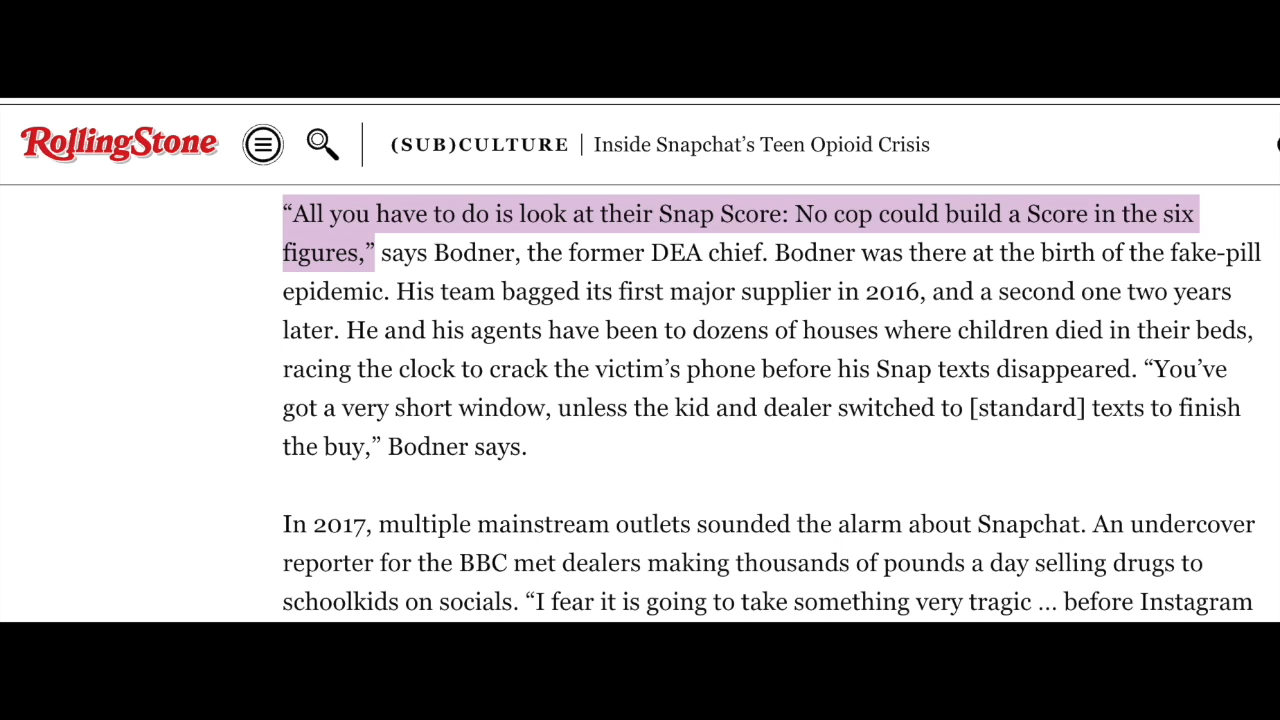 RollingStone (SUB)CULTURE | Inside Snapchat’s Teen Opioid Crisis
“All you have to do is look at their Snap Score: No cop could build a Score in the six
figures,” says Bodner, the former DEA chief. Bodner was there at the birth of the fake-pill
epidemic. His team bagged its first major supplier in 2016, and a second one two years
later. He and his agents have been to dozens of houses where children died in their beds,
racing the clock to crack the victim’s phone before his Snap texts disappeared. “You’ve
got a very short window, unless the kid and dealer switched to [standard] texts to finish
the buy,” Bodner says.
In 2017, multiple mainstream outlets sounded the alarm about Snapchat. An undercover
reporter for the BBC met dealers making thousands of pounds a day selling drugs to
schoolkids on socials. “I fear it is going to take something very tragic … before Instagram